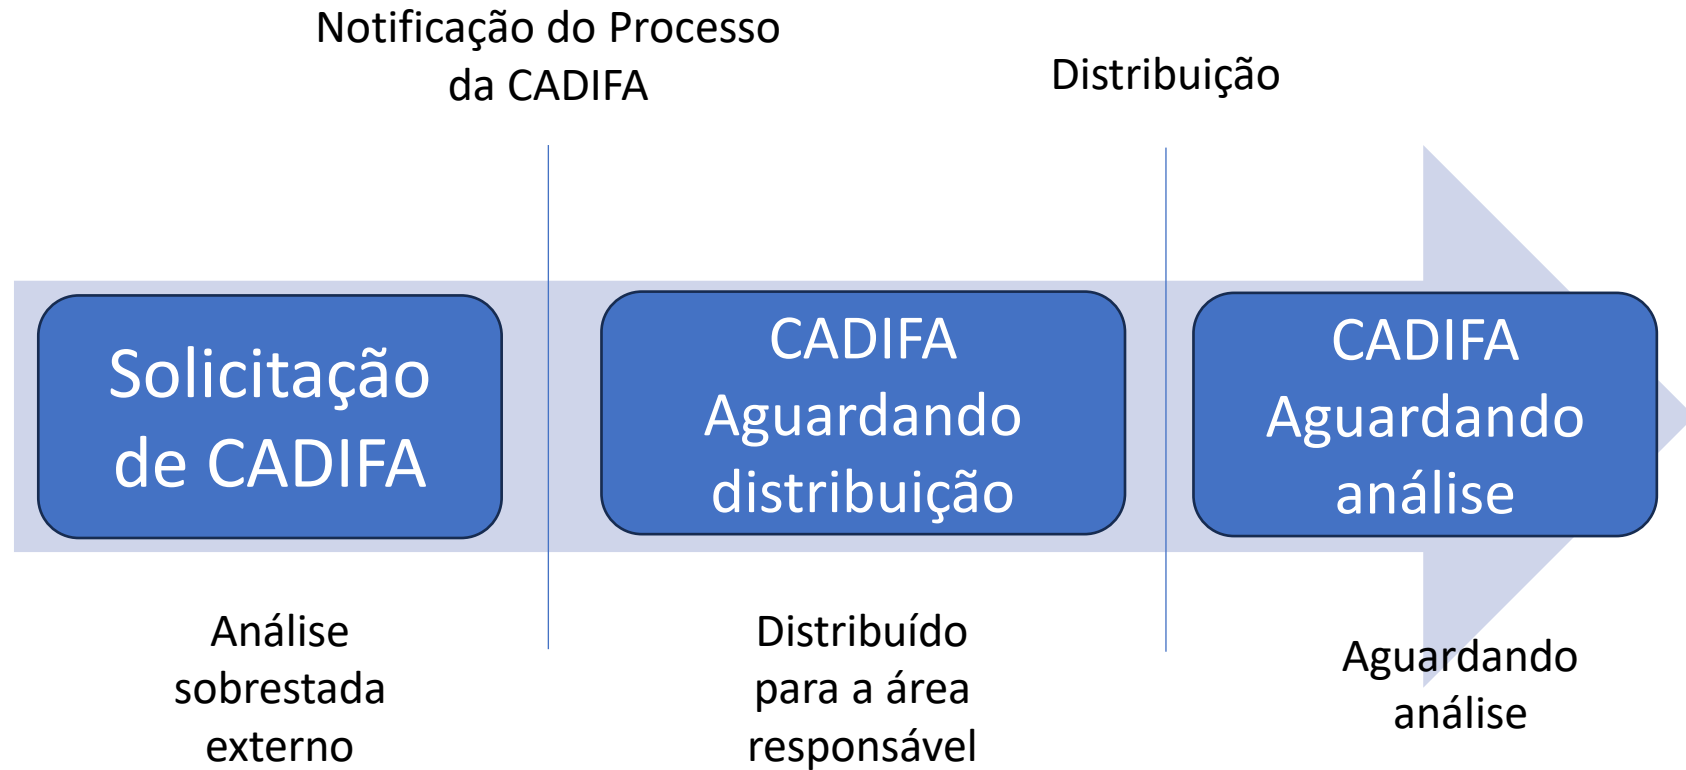 Notificação do Processo
da CADIFA
Distribuição
Solicitação
de CADIFA
CADIFA
Aguardando
distribuição
CADIFA
Aguardando
análise
Análise
sobrestada
externo
Distribuído
para a área
responsável
Aguardando
análise